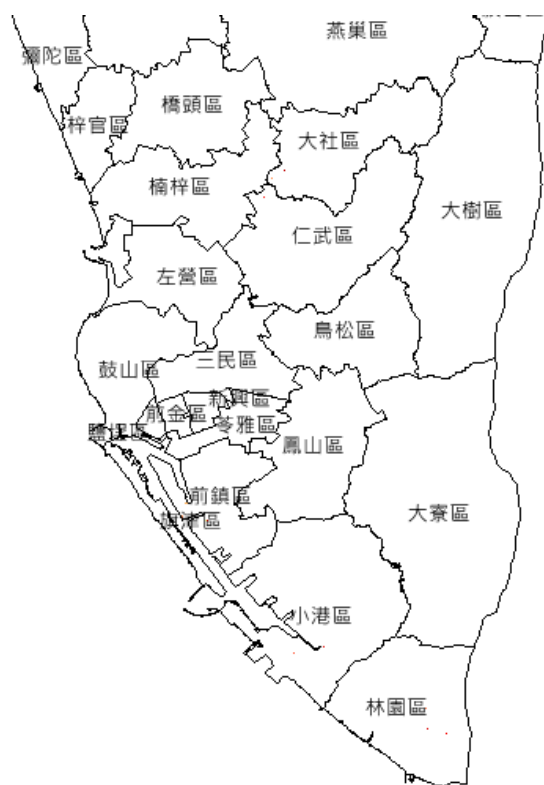 燕巢區
彌陀區
橋頭區
梓官區
大社區
楠梓區
大樹區
仁武區
左營區
鳥松區
三民區
鼓山區
新興區
前金區
苓雅區
鹽埕區
鳳山區
前鎮區
旗津區
大寮區
小港區
林園區